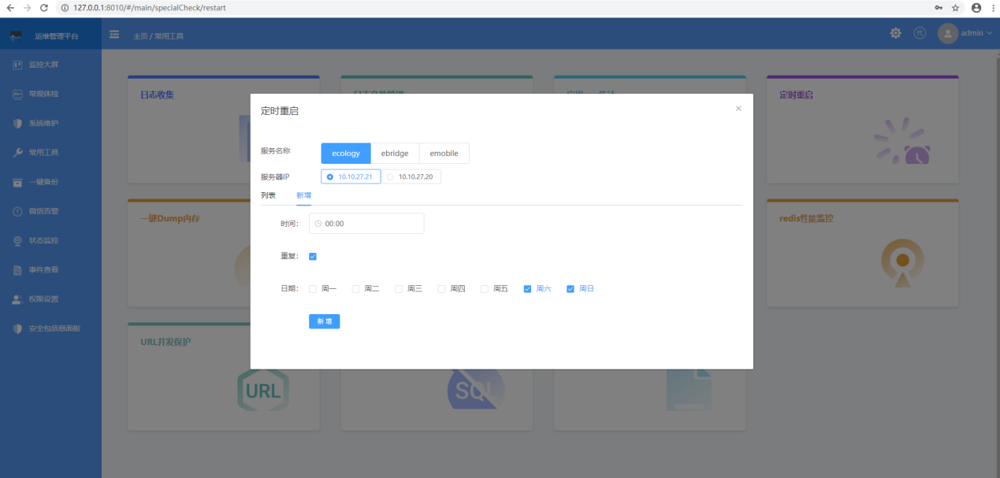 127.0.0.1:8010/#/main/specialCheck/restart
运维管理平台
主页 / 常用工具
代
admin
监控大屏
常规体检
系统维护
常用工具
一键备份
微信告警
状态监控
事件查看
权限设置
安全包信息面板
日志收集
定时重启
定时重启
服务名称
ecology
ebridge
emobile
服务器IP
10.10.27.21
10.10.27.20
列表
新增
时间:
00:00
重复:
日期:
周一
周二
周三
周四
周五
周六
周日
新 增
一键Dump内存
redis性能监控
URL并发保护
URL
SQL